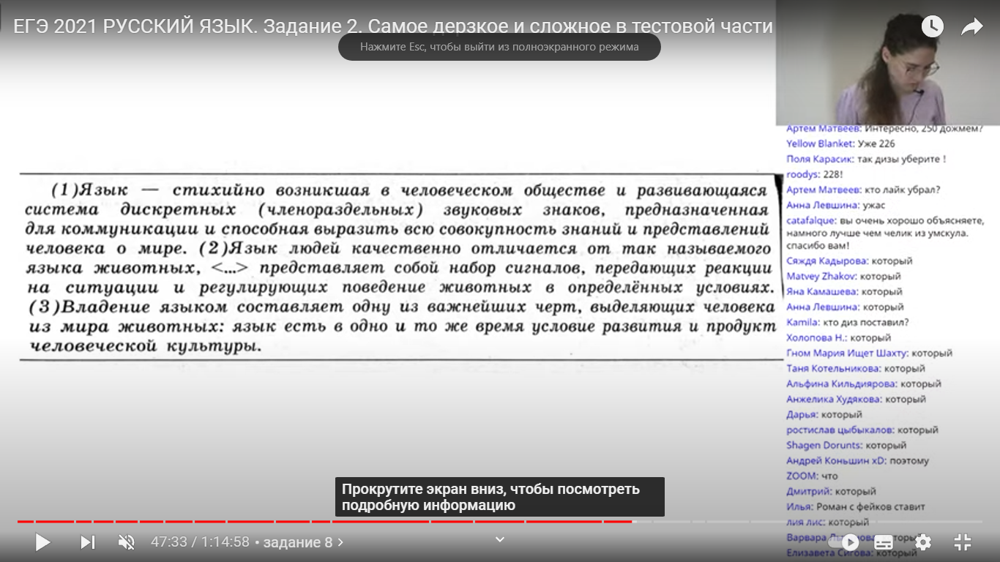 ЕГЭ 2021 РУССКИЙ ЯЗЫК. Задание 2. Самое дерзкое и сложное в тестовой части
Нажмите Esc, чтобы выйти из полноэкранного режима
(1)Язык — стихийно возникшая в человеческом обществе и развивающаяся
система дискретных (членораздельных) звуковых знаков, предназначенная
для коммуникации и способная выразить всю совокупность знаний и представлений
человека о мире. (2)Язык людей качественно отличается от так называемого
языка животных, <...> представляет собой набор сигналов, передающих реакции
на ситуации и регулирующих поведение животных в определённых условиях.
(3)Владение языком составляет одну из важнейших черт, выделяющих человека
из мира животных: язык есть в одно и то же время условие развития и продукт
человеческой культуры.
Артем Матвеев: Интересно, 250 дожмем?
Yellow Blanket: Уже 226
Поля Карасик: так дизы уберите !
roodys: 228!
Артем Матвеев: кто лайк убрал?
Анна Левшина: ужас
catafalque: вы очень хорошо объясняете,
намного лучше чем челик из умскула.
спасибо вам!
Сяждя Кадырова: который
Matvey Zhakov: который
Яна Камашева: который
Анна Левшина: который
Kamila: кто диз поставил?
Холопова Н.: который
Гном Мария Ищет Шахту: который
Таня Котельникова: который
Альфина Кильдиярова: который
Анжелика Худякова: который
Дарья: который
ростислав цыбыкалов: который
Shagen Dorunts: который
Андрей Коньшин xD: поэтому
ZOOM: что
Дмитрий: который
Илья: Роман с фейков ставит
лия лис: который
Варвара
Елизавета Сигова: который
Прокрутите экран вниз, чтобы посмотреть
подробную информацию
47:33 / 1:14:58 • задание 8